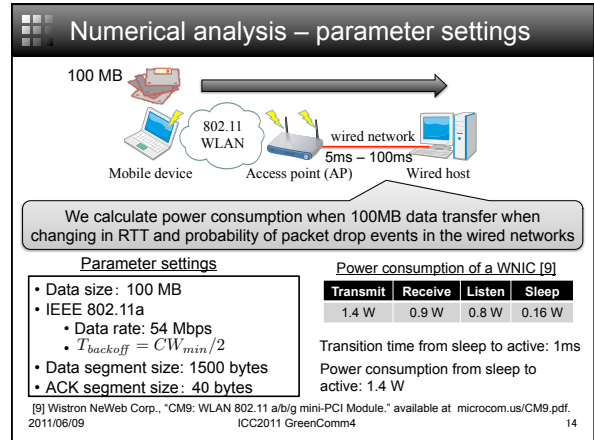 Numerical analysis – parameter settings
100 MB
802.11
WLAN
wired network
5ms – 100ms
Mobile device
Access point (AP)
Wired host
We calculate power consumption when 100MB data transfer when
changing in RTT and probability of packet drop events in the wired networks
Parameter settings
• Data size: 100 MB
• IEEE 802.11a
• Data rate: 54 Mbps
• T_{backoff} = CW_{min}/2
• Data segment size: 1500 bytes
• ACK segment size: 40 bytes
Power consumption of a WNIC [9]
Transmit Receive Listen Sleep
1.4 W 0.9 W 0.8 W 0.16 W
Transition time from sleep to active: 1ms
Power consumption from sleep to
active: 1.4 W
[9] Wistron NeWeb Corp., “CM9: WLAN 802.11 a/b/g mini-PCI Module.” available at microcom.us/CM9.pdf.
2011/06/09 ICC2011 GreenComm4 14